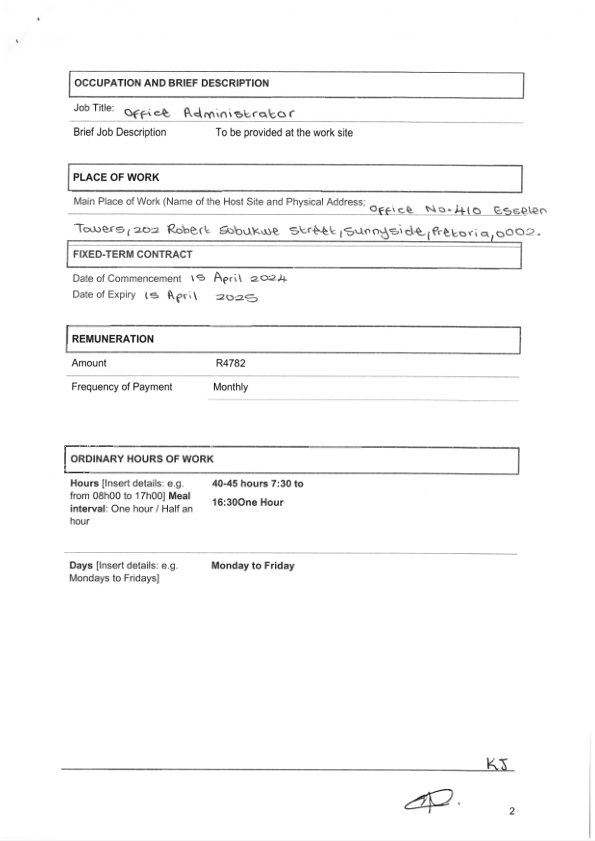 OCCUPATION AND BRIEF DESCRIPTION
Job Title: Office Administrator
Brief Job Description To be provided at the work site
PLACE OF WORK
Main Place of Work (Name of the Host Site and Physical Address; Office No.410 Esselen
Towers, 202 Robert Sobukwe Street, Sunnyside, Pretoria, 0002.
FIXED-TERM CONTRACT
Date of Commencement 15 April 2024
Date of Expiry 15 April 2025
REMUNERATION
Amount R4782
Frequency of Payment Monthly
ORDINARY HOURS OF WORK
Hours [Insert details: e.g. 40-45 hours 7:30 to
from 08h00 to 17h00] Meal 16:30One Hour
interval: One hour / Half an
hour
Days [Insert details: e.g. Monday to Friday
Mondays to Fridays]
KJ
2